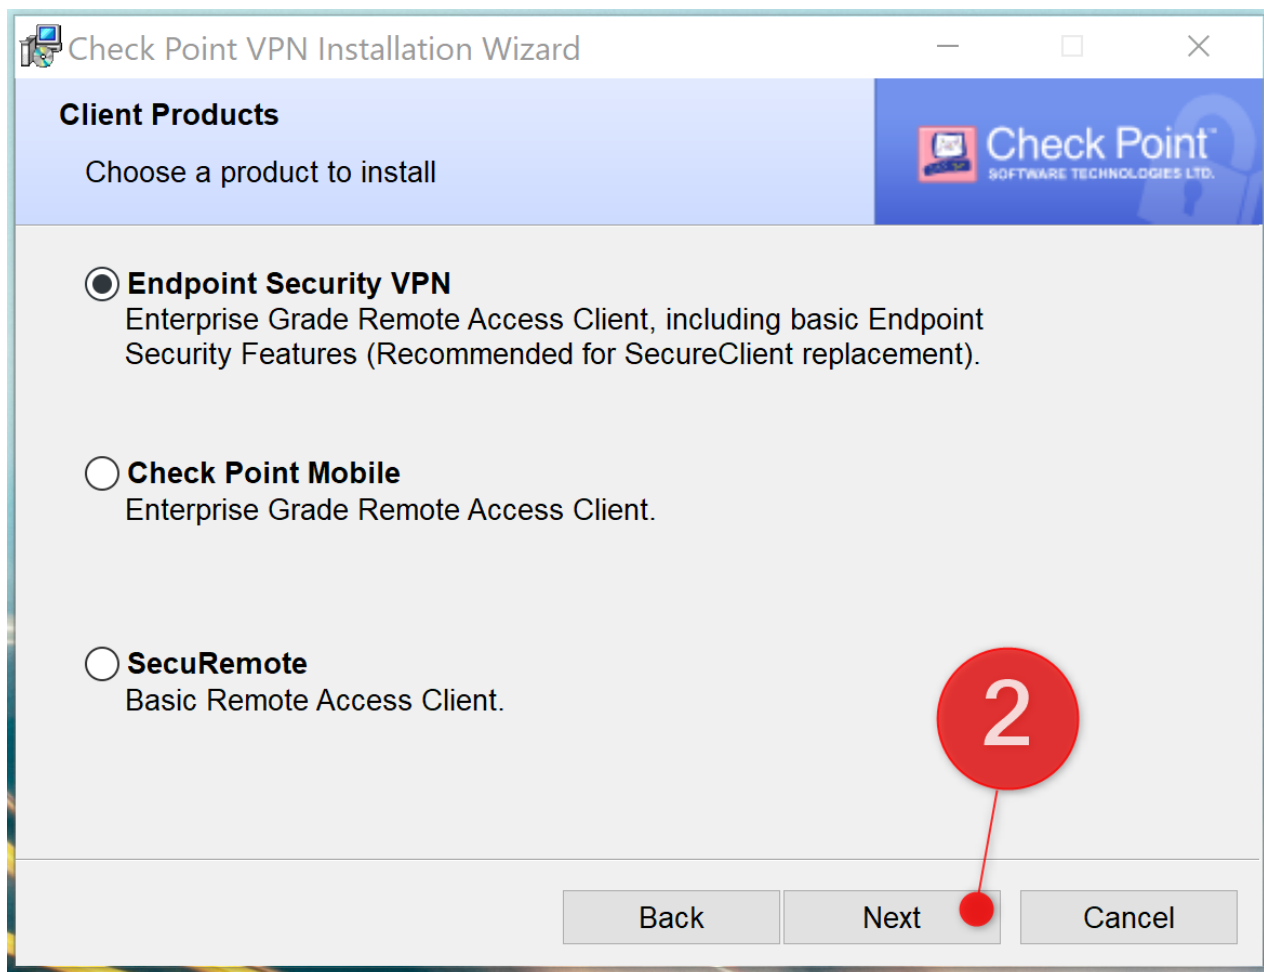 Check Point VPN Installation Wizard
Client Products
Choose a product to install
Check Point™
SOFTWARE TECHNOLOGIES LTD.
Endpoint Security VPN
Enterprise Grade Remote Access Client, including basic Endpoint
Security Features (Recommended for SecureClient replacement).
Check Point Mobile
Enterprise Grade Remote Access Client.
SecuRemote
Basic Remote Access Client.
2
Back
Next
Cancel